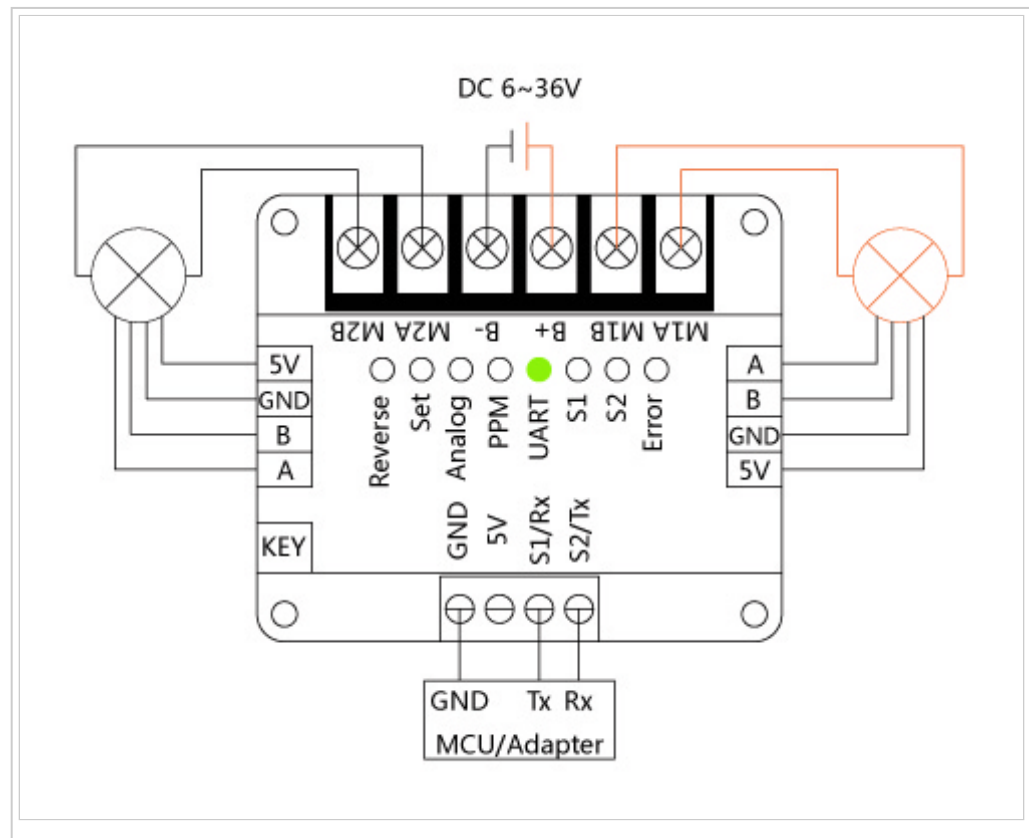 DC 6~36V
M2B M2A B- B+ M1B M1A
5V
GND
B
A
KEY
Reverse
Set
Analog
PPM
UART
S1
S2
Error
A
B
GND
5V
GND
5V
S1/Rx
S2/Tx
GND Tx Rx
MCU/Adapter